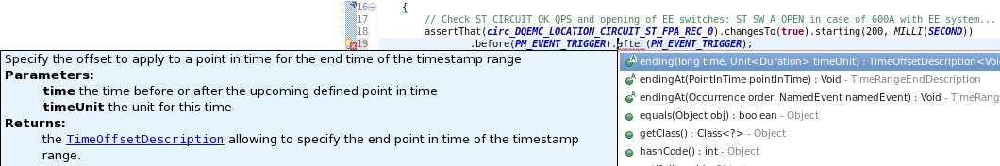 16 {
17 // Check ST_CIRCUIT_OK_QPS and opening of EE switches: ST_SW_A_OPEN in case of 600A with EE system...
18 assertThat(circ_DQEMC_LOCATION_CIRCUIT_ST_FPA_REC_0).changesTo(true).starting(200, MILLI(SECOND))
19 .before(PM_EVENT_TRIGGER).after(PM_EVENT_TRIGGER);
Specify the offset to apply to a point in time for the end time of the timestamp range
Parameters:
time the time before or after the upcoming defined point in time
timeUnit the unit for this time
Returns:
the TimeOffsetDescription allowing to specify the end point in time of the timestamp
range.
ending(long time, Unit<Duration> timeUnit) : TimeOffsetDescription<Voi
endingAt(PointInTime pointInTime) : Void - TimeRangeEndDescription
endingAt(Occurrence order, NamedEvent namedEvent) : Void - TimeRang
equals(Object obj) : boolean - Object
getClass() : Class<?> - Object
hashCode() : int - Object